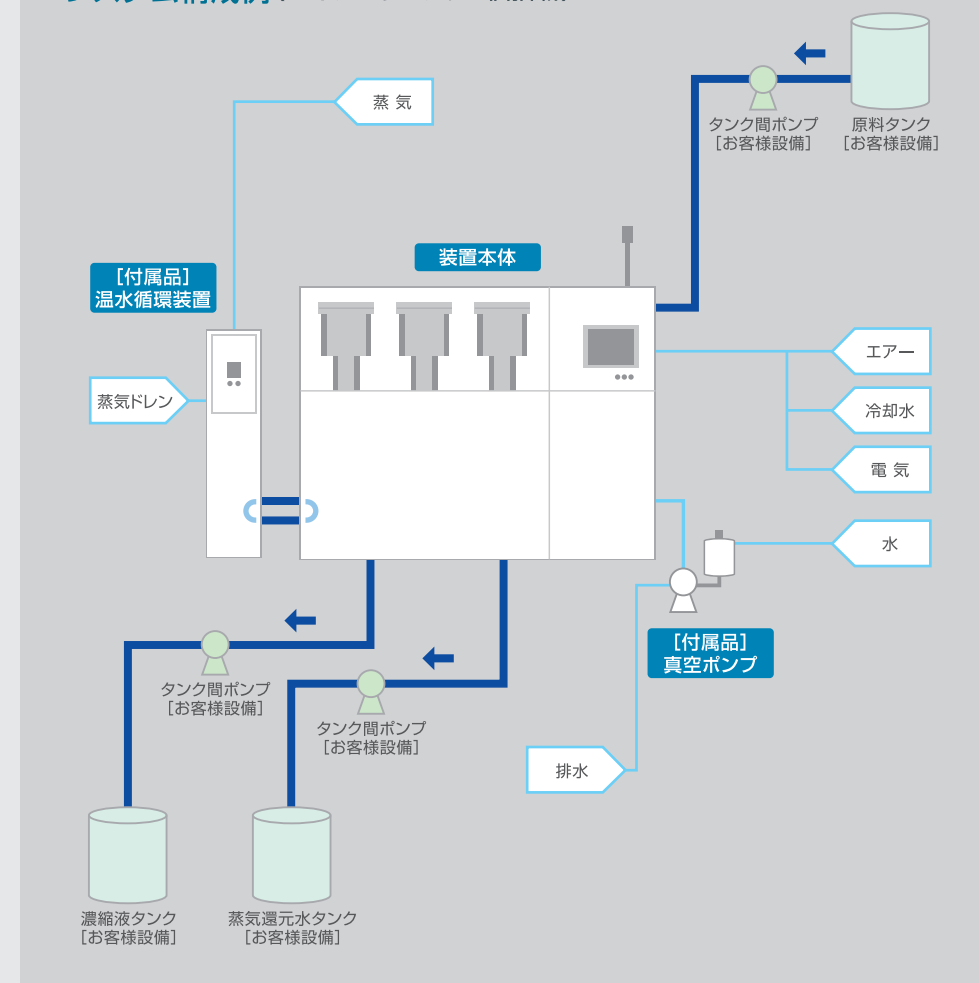 蒸 気
タンク間ポンプ
［お客様設備］
原料タンク
［お客様設備］
装置本体
［付属品］
温水循環装置
エアー
蒸気ドレン
冷却水
電 気
水
［付属品］
真空ポンプ
タンク間ポンプ
［お客様設備］
タンク間ポンプ
［お客様設備］
排水
濃縮液タンク
［お客様設備］
蒸気還元水タンク
［お客様設備］